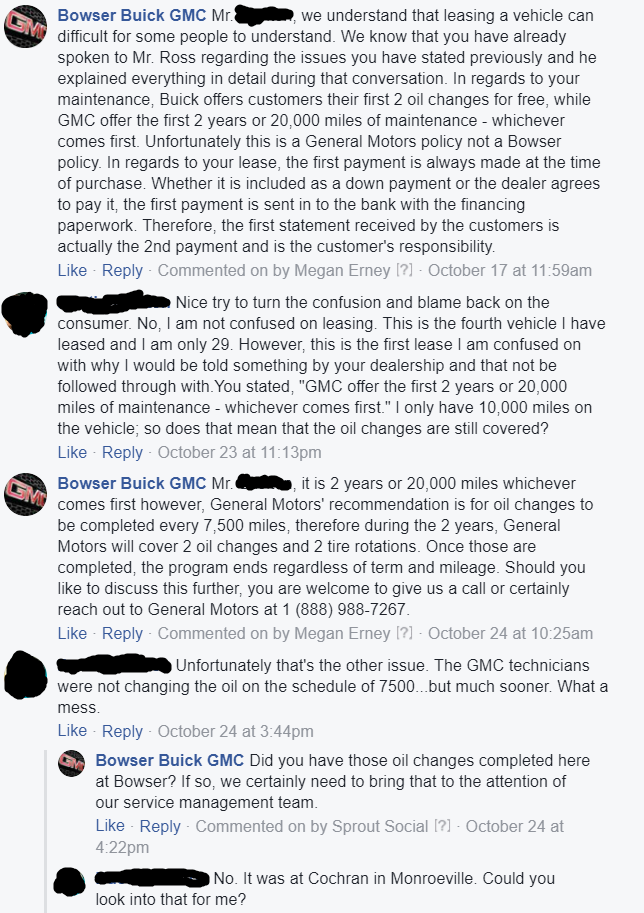 Bowser Buick GMC Mr. , we understand that leasing a vehicle can
difficult for some people to understand. We know that you have already
spoken to Mr. Ross regarding the issues you have stated previously and he
explained everything in detail during that conversation. In regards to your
maintenance, Buick offers customers their first 2 oil changes for free, while
GMC offer the first 2 years or 20,000 miles of maintenance - whichever
comes first. Unfortunately this is a General Motors policy not a Bowser
policy. In regards to your lease, the first payment is always made at the time
of purchase. Whether it is included as a down payment or the dealer agrees
to pay it, the first payment is sent in to the bank with the financing
paperwork. Therefore, the first statement received by the customers is
actually the 2nd payment and is the customer's responsibility.
Like · Reply · Commented on by Megan Erney [?] · October 17 at 11:59am
Nice try to turn the confusion and blame back on the
consumer. No, I am not confused on leasing. This is the fourth vehicle I have
leased and I am only 29. However, this is the first lease I am confused on
with why I would be told something by your dealership and that not be
followed through with.You stated, "GMC offer the first 2 years or 20,000
miles of maintenance - whichever comes first." I only have 10,000 miles on
the vehicle; so does that mean that the oil changes are still covered?
Like · Reply · October 23 at 11:13pm
GMC
Bowser Buick GMC Mr. , it is 2 years or 20,000 miles whichever
comes first however, General Motors' recommendation is for oil changes to
be completed every 7,500 miles, therefore during the 2 years, General
Motors will cover 2 oil changes and 2 tire rotations. Once those are
completed, the program ends regardless of term and mileage. Should you
like to discuss this further, you are welcome to give us a call or certainly
reach out to General Motors at 1 (888) 988-7267.
Like · Reply · Commented on by Megan Erney [?] · October 24 at 10:25am
Unfortunately that's the other issue. The GMC technicians
were not changing the oil on the schedule of 7500...but much sooner. What a
mess.
Like · Reply · October 24 at 3:44pm
Bowser Buick GMC Did you have those oil changes completed here
at Bowser? If so, we certainly need to bring that to the attention of
our service management team.
Like · Reply · Commented on by Sprout Social [?] · October 24 at
4:22pm
No. It was at Cochran in Monroeville. Could you
look into that for me?